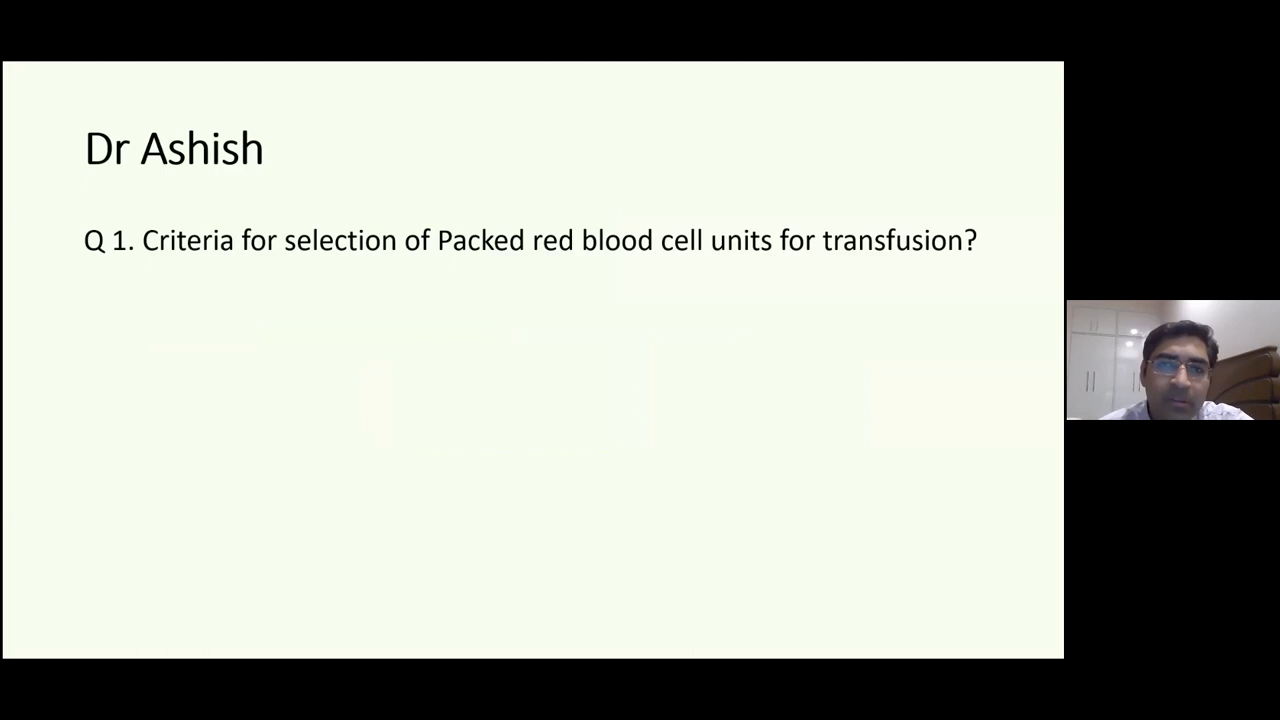 Dr Ashish
Q 1. Criteria for selection of Packed red blood cell units for transfusion?